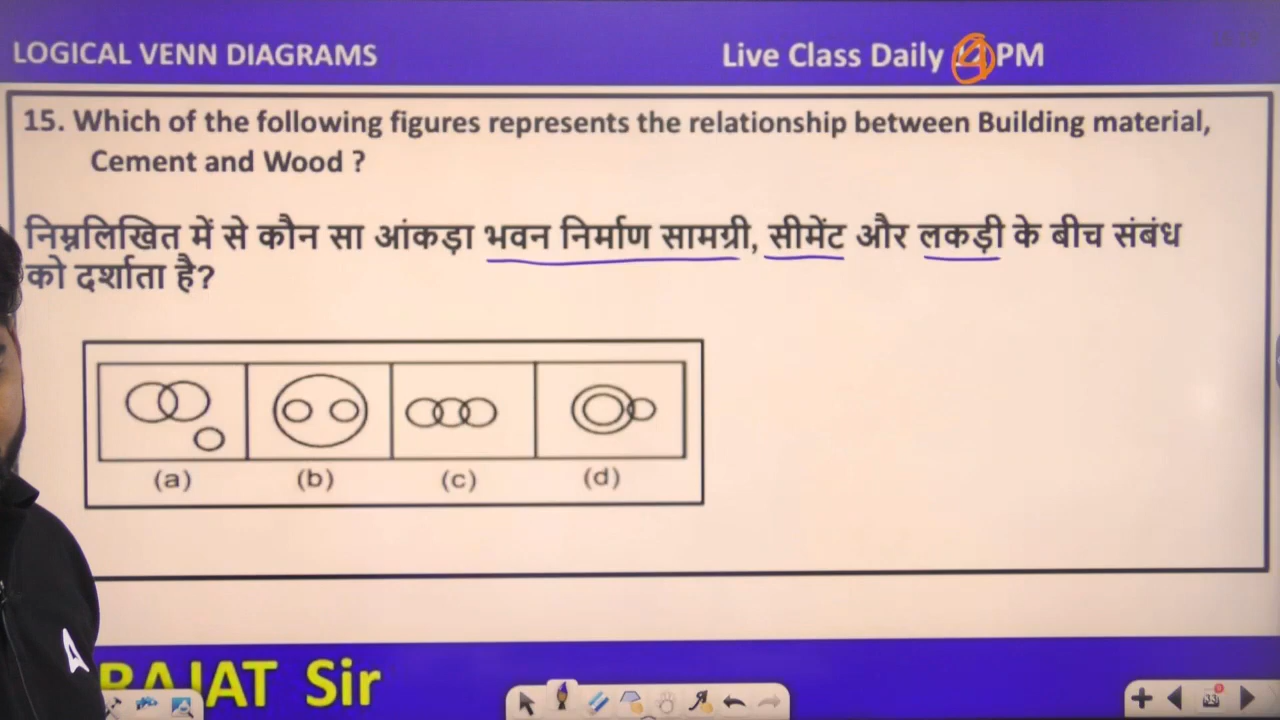 LOGICAL VENN DIAGRAMS
Live Class Daily 4 PM
15. Which of the following figures represents the relationship between Building material,
Cement and Wood ?
निम्नलिखित में से कौन सा आंकड़ा भवन निर्माण सामग्री, सीमेंट और लकड़ी के बीच संबंध
को दर्शाता है?
(a) (b) (c) (d)
RAJAT Sir